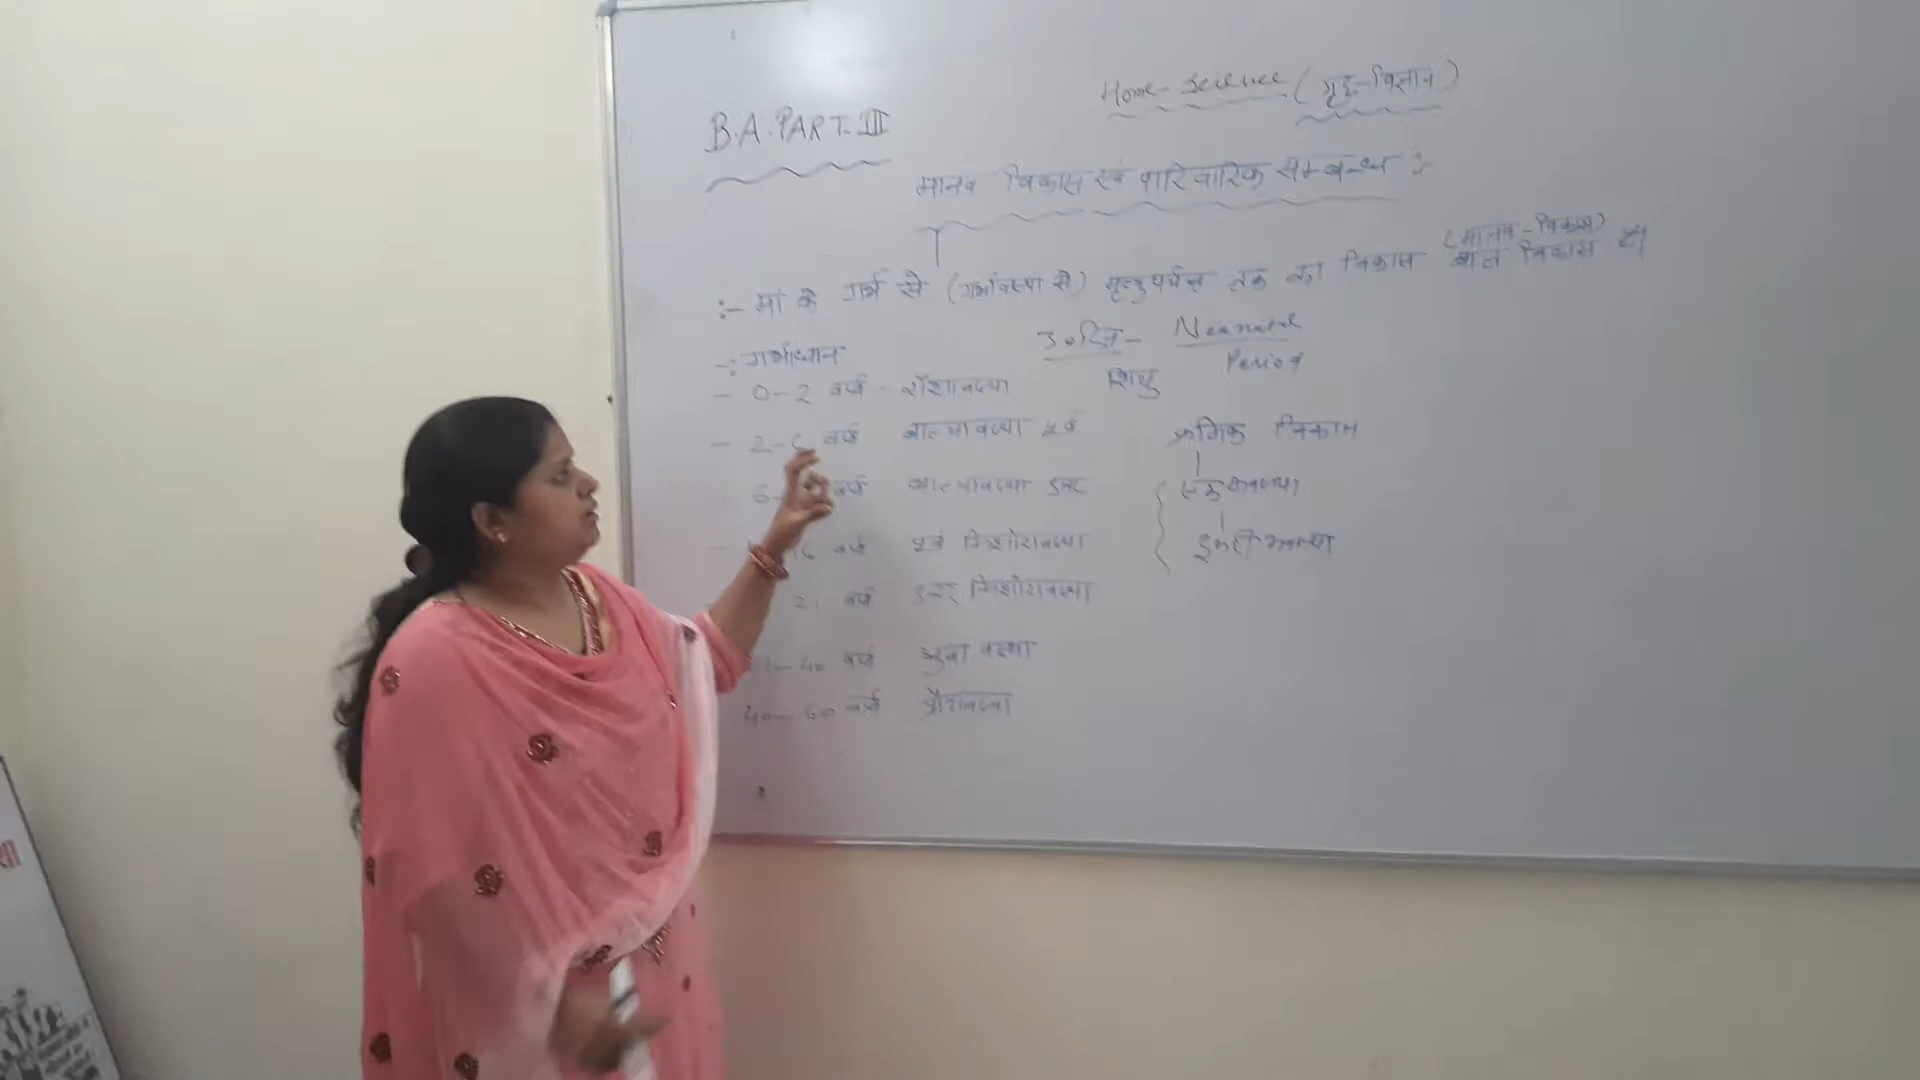 Home-Science (गृह-विज्ञान)
B.A. PART-III
मानव विकास एवं पारिवारिक सम्बन्ध :-
(मानव-विकास)
:- मां के गर्भ से (गर्भावस्था से) मृत्युपर्यन्त तक का विकास बाल विकास है।
30 दिन - Neonatal Period
-: गर्भाधान
शिशु
- 0-2 वर्ष - शैशावस्था
- 2-6 वर्ष बाल्यावस्था पूर्व
क्रमिक विकास
वर्ष बाल्यावस्था उत्तर
एक अवस्था
वर्ष पूर्व किशोरावस्था
दूसरी अवस्था
21 वर्ष उत्तर किशोरावस्था
21-40 वर्ष युवावस्था
40-60 वर्ष प्रौढावस्था